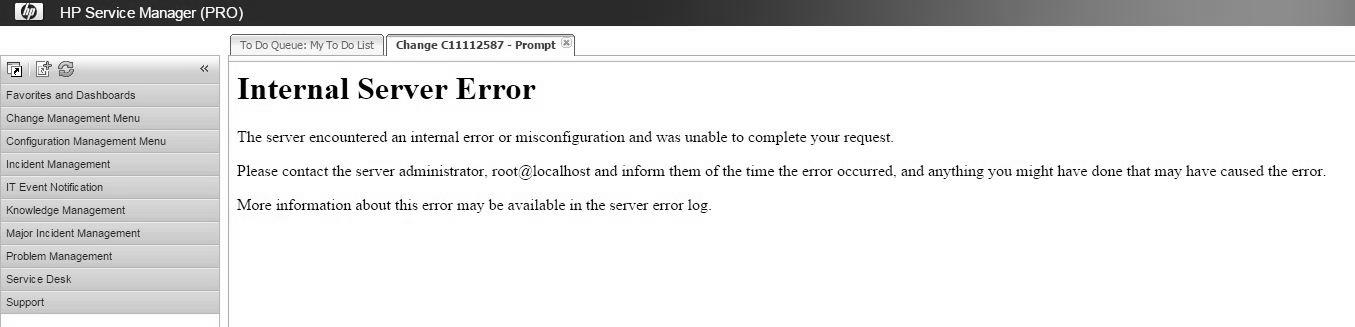 hp HP Service Manager (PRO)
To Do Queue: My To Do List Change C11112587 - Prompt
Favorites and Dashboards
Change Management Menu
Configuration Management Menu
Incident Management
IT Event Notification
Knowledge Management
Major Incident Management
Problem Management
Service Desk
Support
Internal Server Error
The server encountered an internal error or misconfiguration and was unable to complete your request.
Please contact the server administrator, root@localhost and inform them of the time the error occurred, and anything you might have done that may have caused the error.
More information about this error may be available in the server error log.